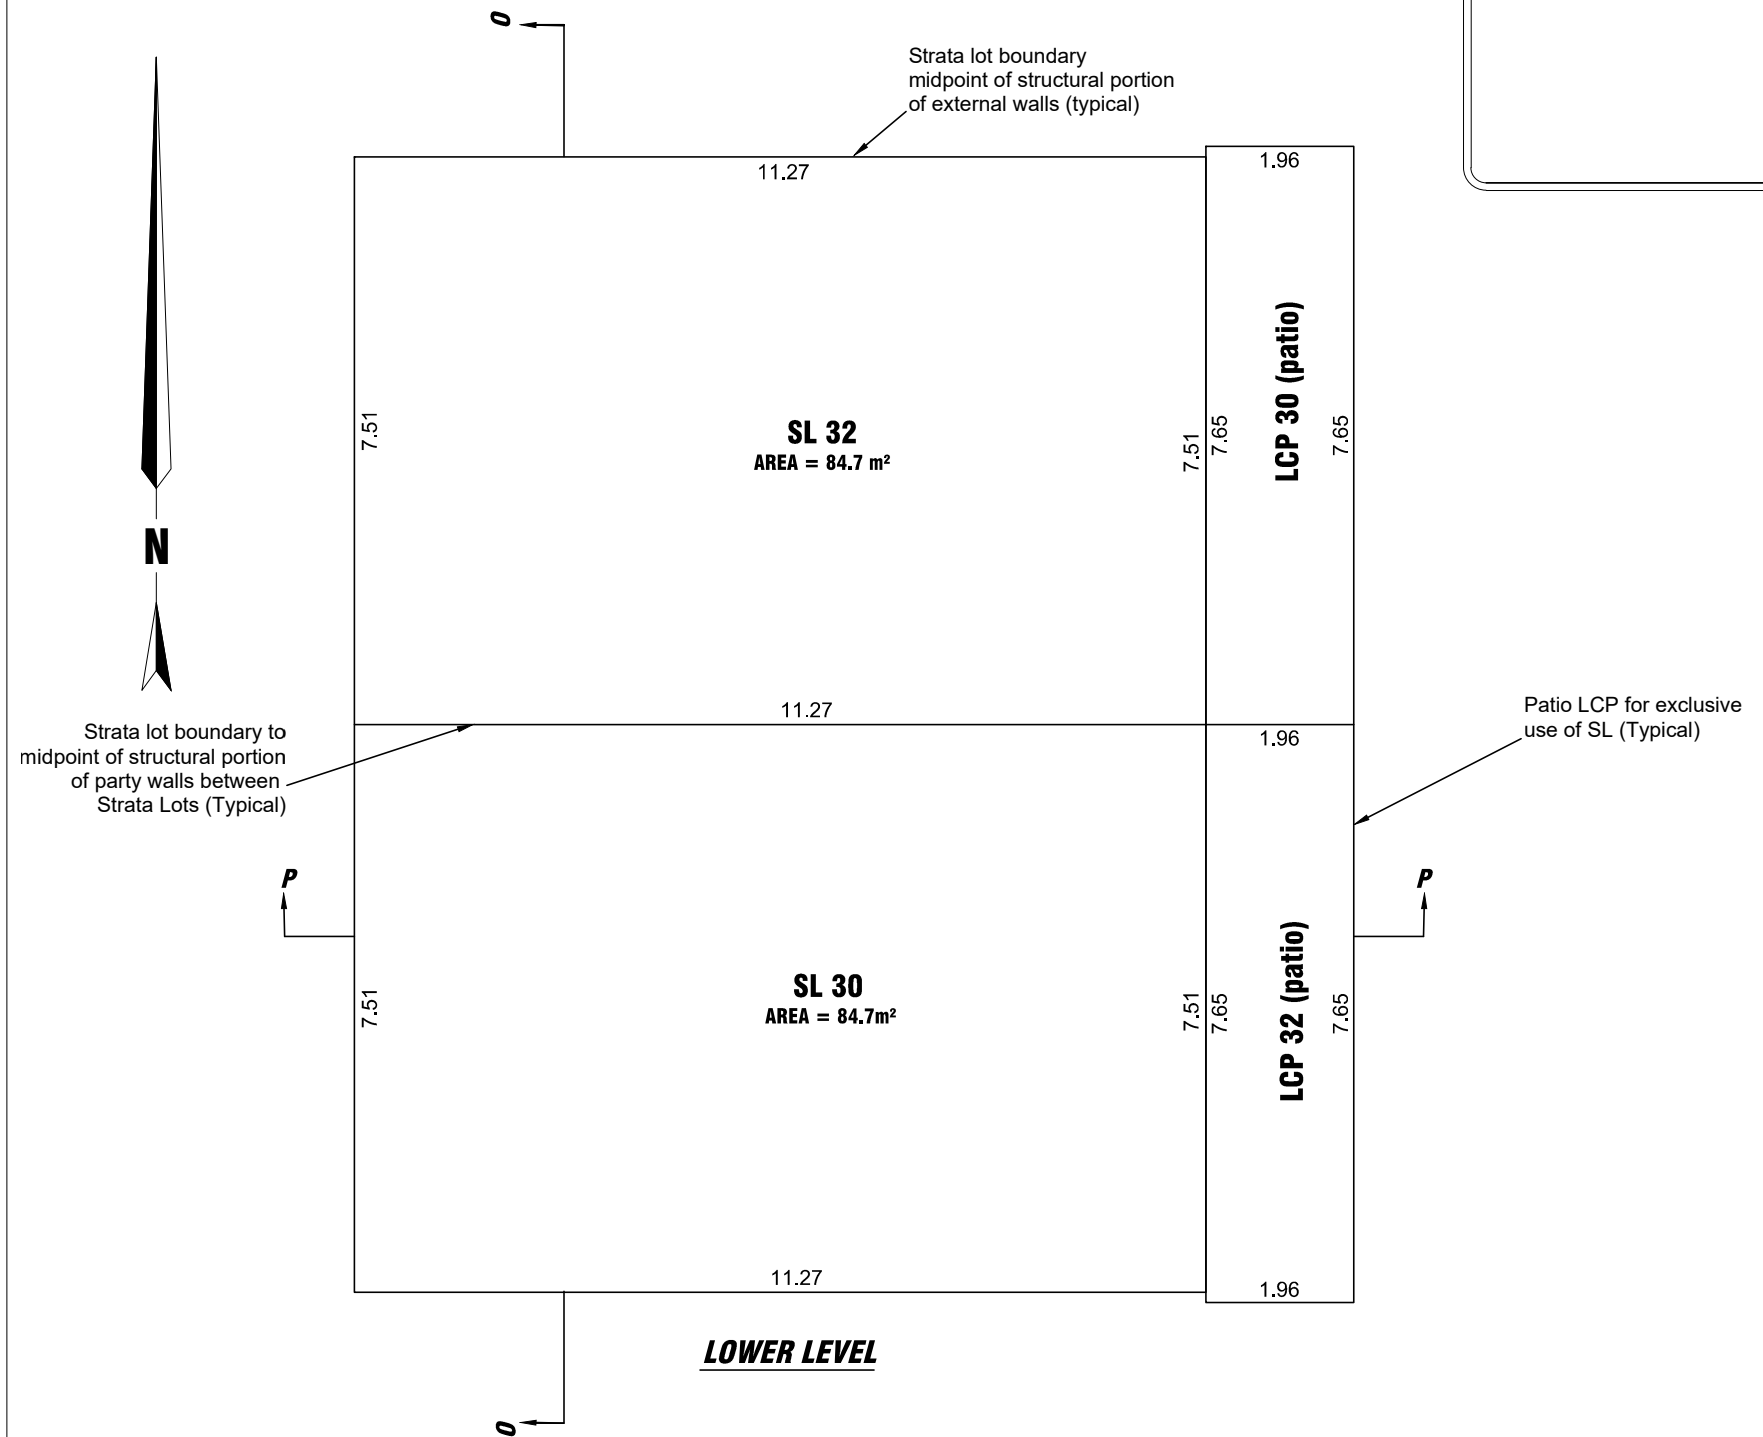 O
Strata lot boundary
midpoint of structural portion
of external walls (typical)
11.27
1.96
7.51
SL 32
AREA = 84.7 m²
7.51
7.65
LCP 30 (patio)
7.65
N
11.27
Strata lot boundary to
midpoint of structural portion
of party walls between
Strata Lots (Typical)
1.96
Patio LCP for exclusive
use of SL (Typical)
P
P
7.51
SL 30
AREA = 84.7m²
7.51
7.65
LCP 32 (patio)
7.65
11.27
1.96
LOWER LEVEL
O